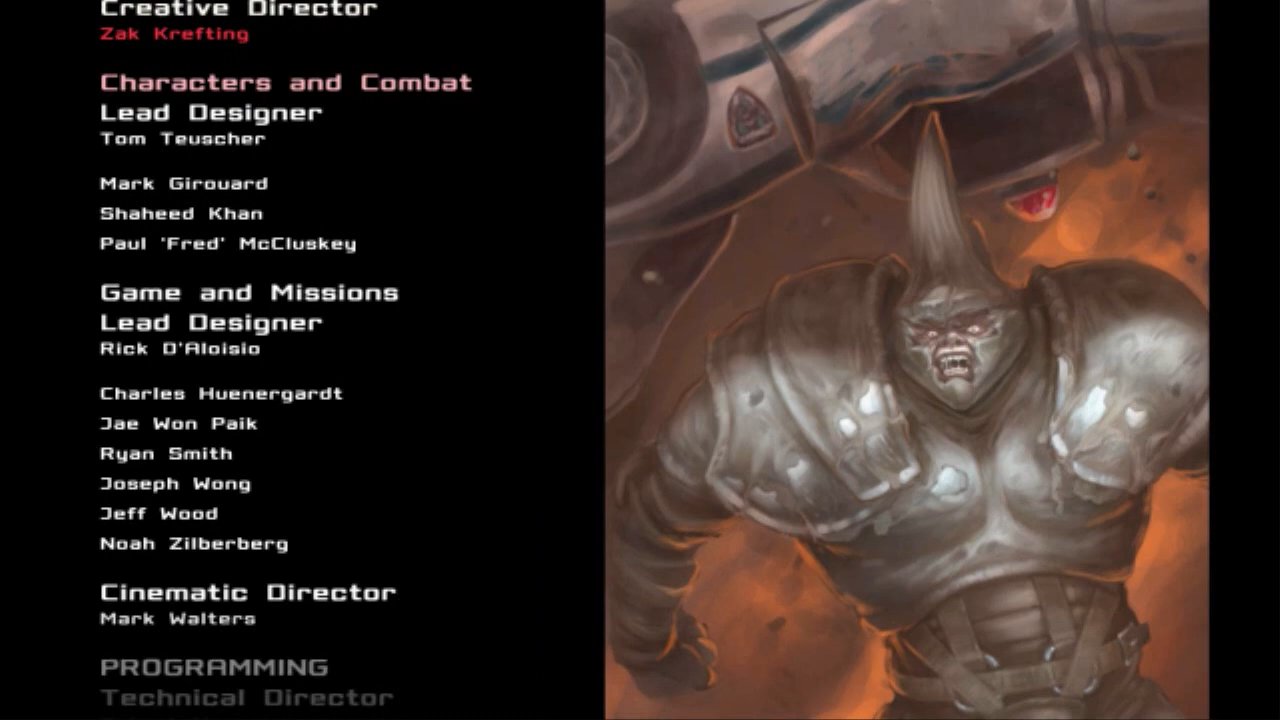 Creative Director
Zak Krefting
Characters and Combat
Lead Designer
Tom Teuscher
Mark Girouard
Shaheed Khan
Paul 'Fred' McCluskey
Game and Missions
Lead Designer
Rick D'Aloisio
Charles Huenergardt
Jae Won Paik
Ryan Smith
Joseph Wong
Jeff Wood
Noah Zilberberg
Cinematic Director
Mark Walters
PROGRAMMING
Technical Director